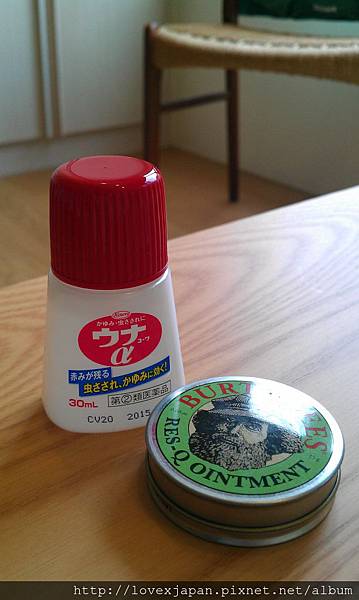 Kowa
かゆみ・虫さされに
ウナ
コーワ
α
赤みが残る
虫さされ、かゆみに効く!
30mL
第②類医薬品
CV20 2015
BURT
ES
RES-Q OINTMENT
http://lovexjapan.pixnet.net/album